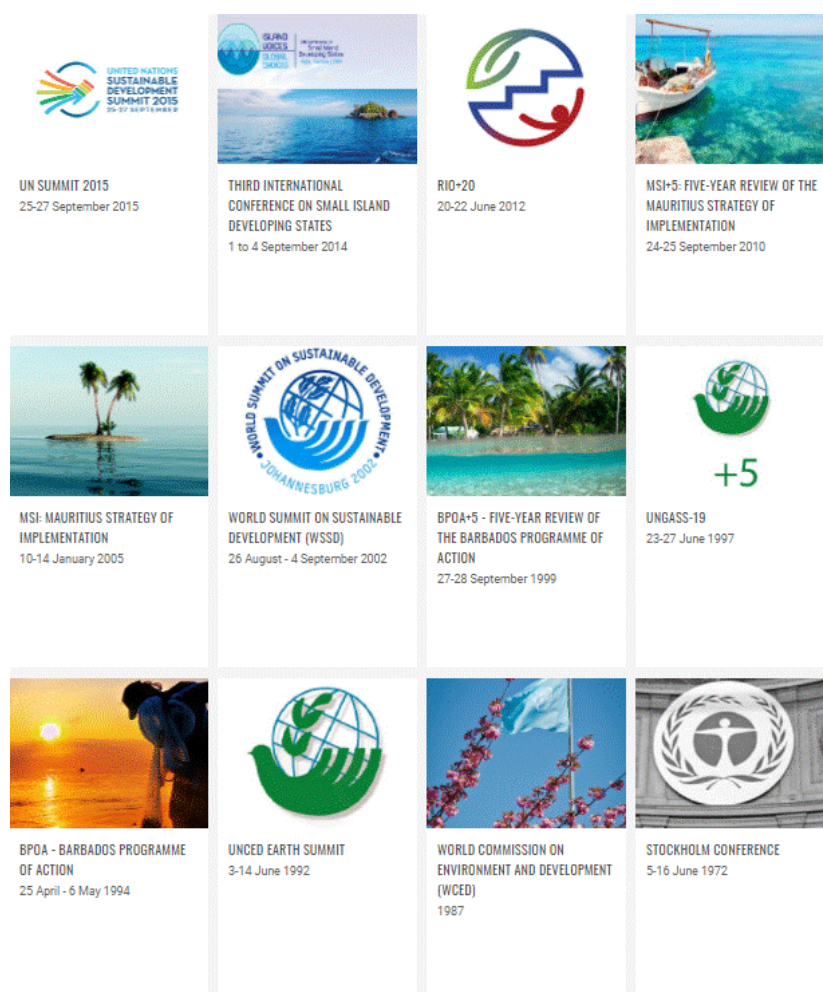 UNITED NATIONS
SUSTAINABLE
DEVELOPMENT
SUMMIT 2015
25-27 SEPTEMBER
UN SUMMIT 2015
25-27 September 2015
ISLAND
VOICES
GLOBAL
CHOICES
Small Island
Developing States
THIRD INTERNATIONAL
CONFERENCE ON SMALL ISLAND
DEVELOPING STATES
1 to 4 September 2014
RIO+20
20-22 June 2012
MSI+5: FIVE-YEAR REVIEW OF THE
MAURITIUS STRATEGY OF
IMPLEMENTATION
24-25 September 2010
MSI: MAURITIUS STRATEGY OF
IMPLEMENTATION
10-14 January 2005
WORLD SUMMIT ON SUSTAINABLE DEVELOPMENT
JOHANNESBURG 2002
WORLD SUMMIT ON SUSTAINABLE
DEVELOPMENT (WSSD)
26 August - 4 September 2002
BPOA+5 - FIVE-YEAR REVIEW OF
THE BARBADOS PROGRAMME OF
ACTION
27-28 September 1999
+5
UNGASS-19
23-27 June 1997
BPOA - BARBADOS PROGRAMME
OF ACTION
25 April - 6 May 1994
UNCED EARTH SUMMIT
3-14 June 1992
WORLD COMMISSION ON
ENVIRONMENT AND DEVELOPMENT
(WCED)
1987
STOCKHOLM CONFERENCE
5-16 June 1972